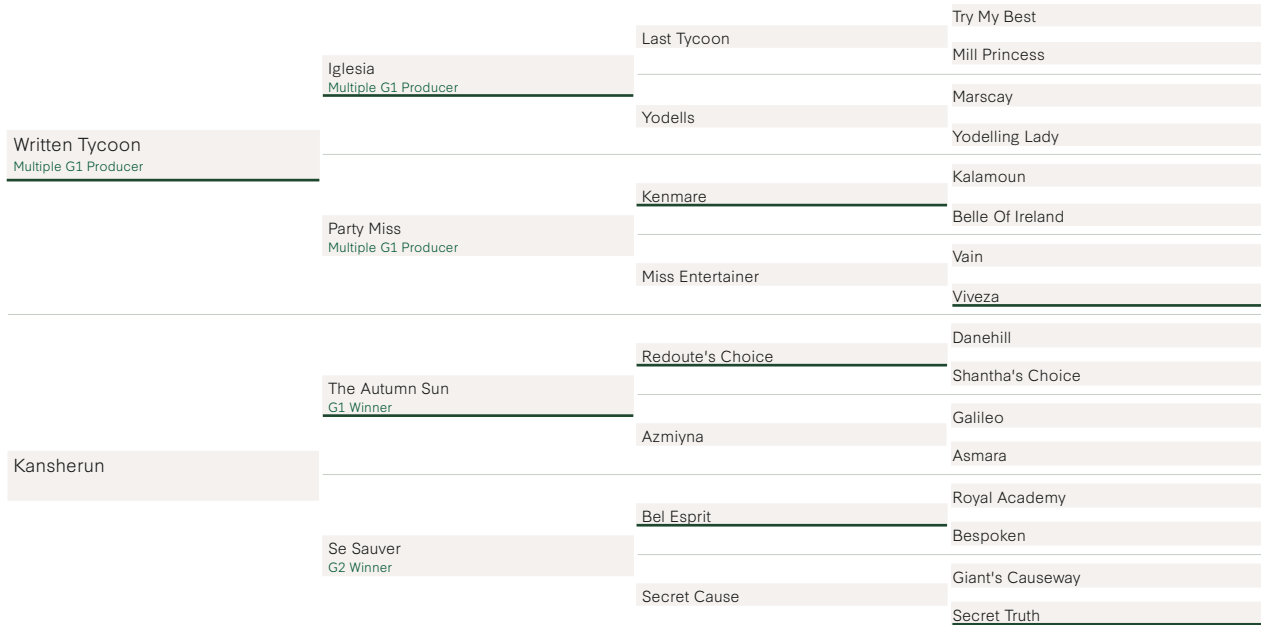 Written Tycoon
Multiple G1 Producer
Kansherun
Iglesia
Multiple G1 Producer
Party Miss
Multiple G1 Producer
The Autumn Sun
G1 Winner
Se Sauver
G2 Winner
Last Tycoon
Yodells
Kenmare
Miss Entertainer
Redoute's Choice
Azmiyna
Bel Esprit
Secret Cause
Try My Best
Mill Princess
Marscay
Yodelling Lady
Kalamoun
Belle Of Ireland
Vain
Viveza
Danehill
Shantha's Choice
Galileo
Asmara
Royal Academy
Bespoken
Giant's Causeway
Secret Truth